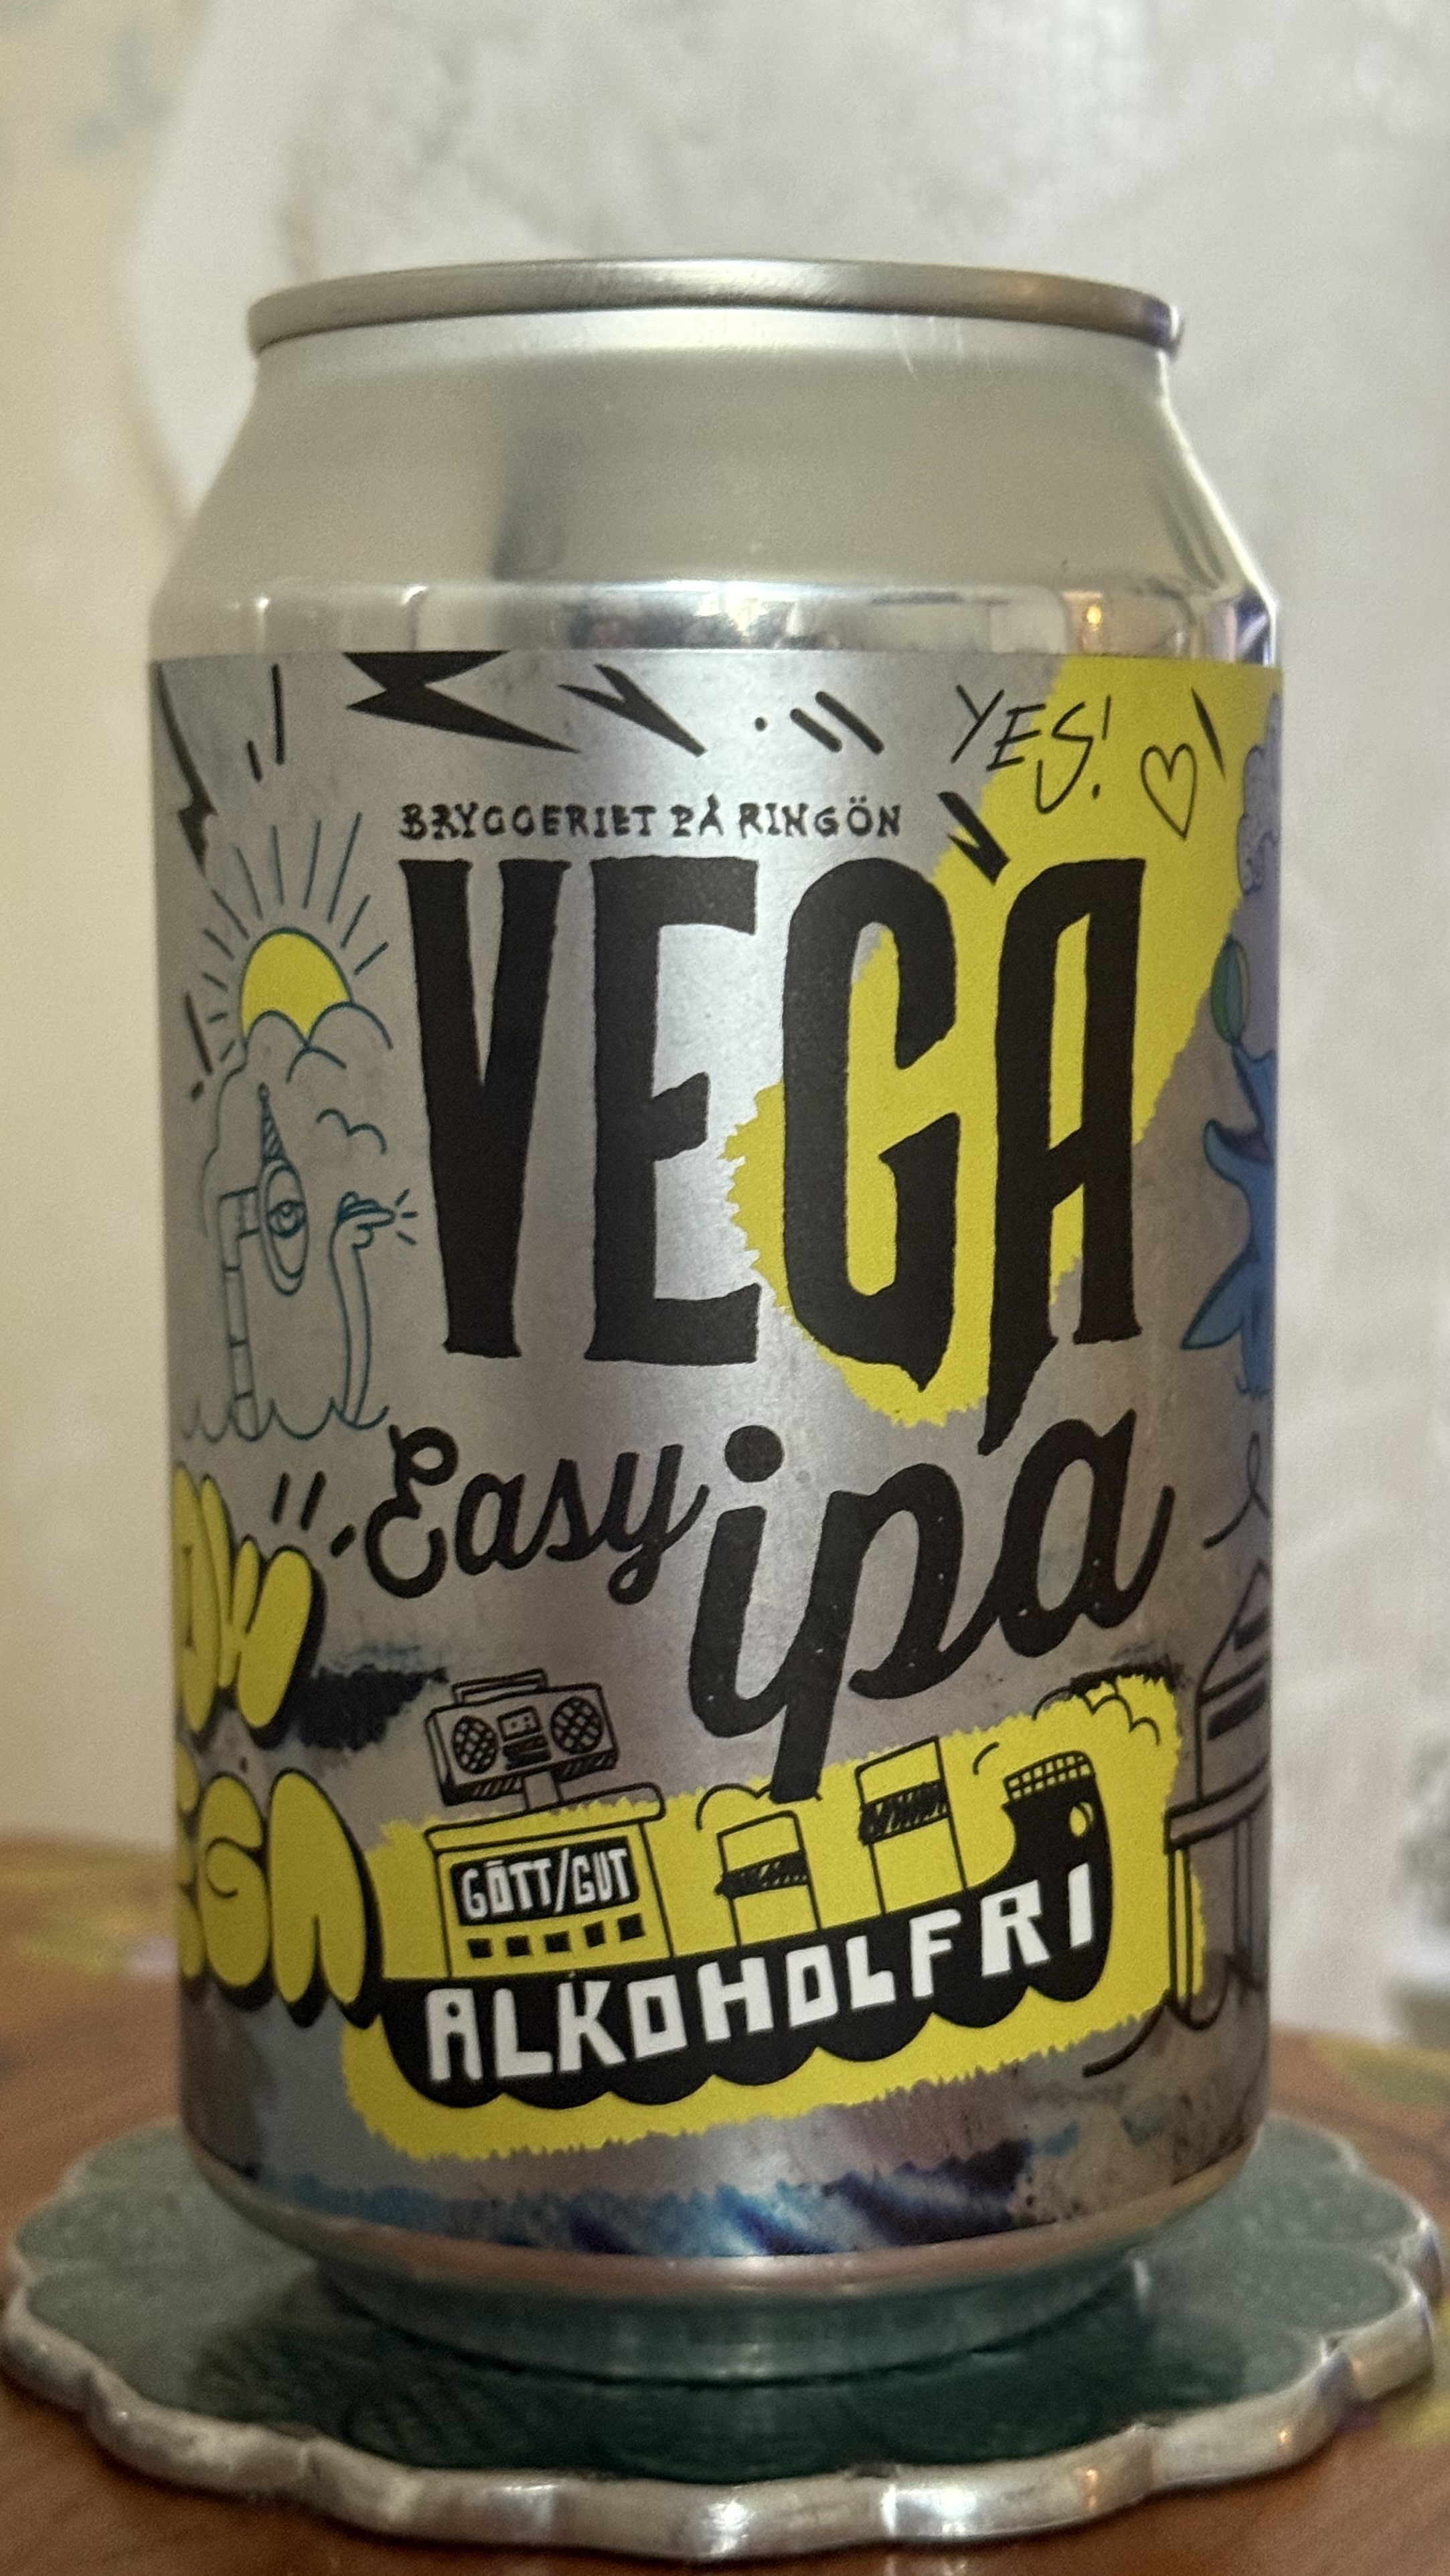 YES!
BRYGGERIET PÅ RINGÖN
VEGA
Easy
ipa
GÖTT/GUT
ALKOHOLFRI